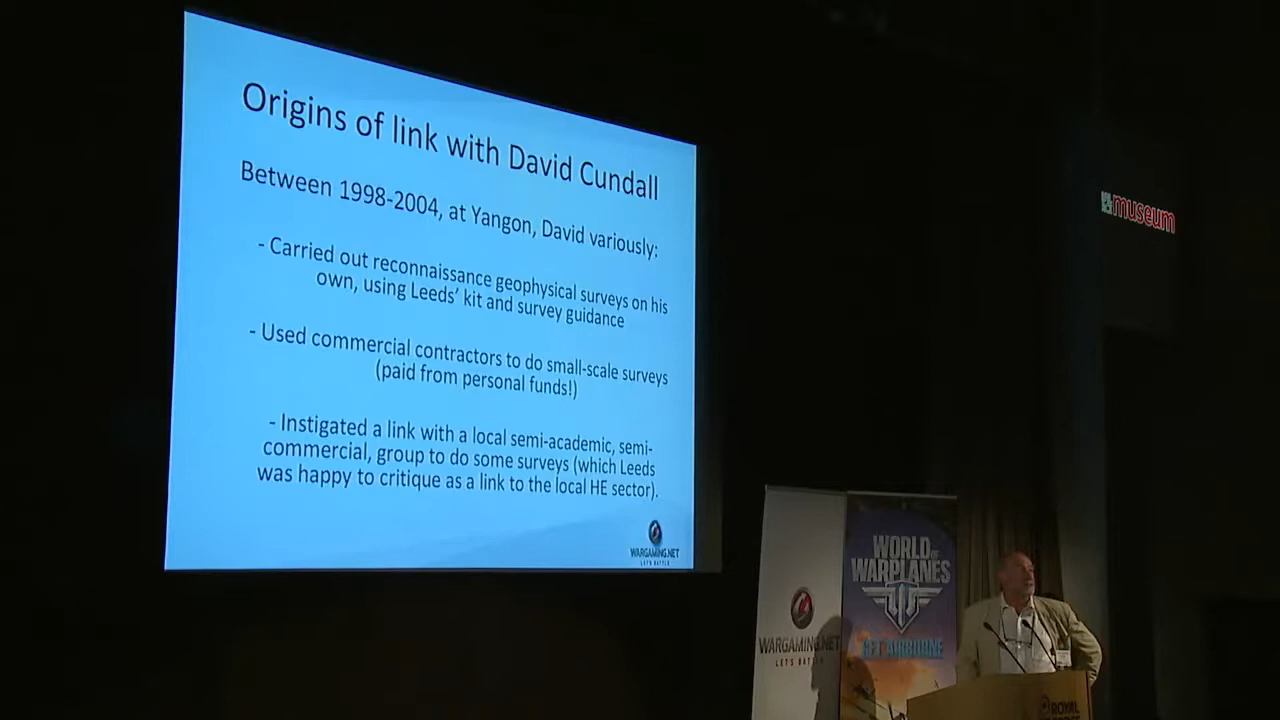 Origins of link with David Cundall
Between 1998-2004, at Yangon, David variously:
- Carried out reconnaissance geophysical surveys on his
own, using Leeds' kit and survey guidance
- Used commercial contractors to do small-scale surveys
(paid from personal funds!)
- Instigated a link with a local semi-academic, semi-
commercial, group to do some surveys (which Leeds
was happy to critique as a link to the local HE sector).
WARGAMING.NET
LET'S BATTLE
museum
WORLD OF
WARPLANES
GET AIRBORNE
WARGAMING.NET
LET'S BATTLE
ROYAL